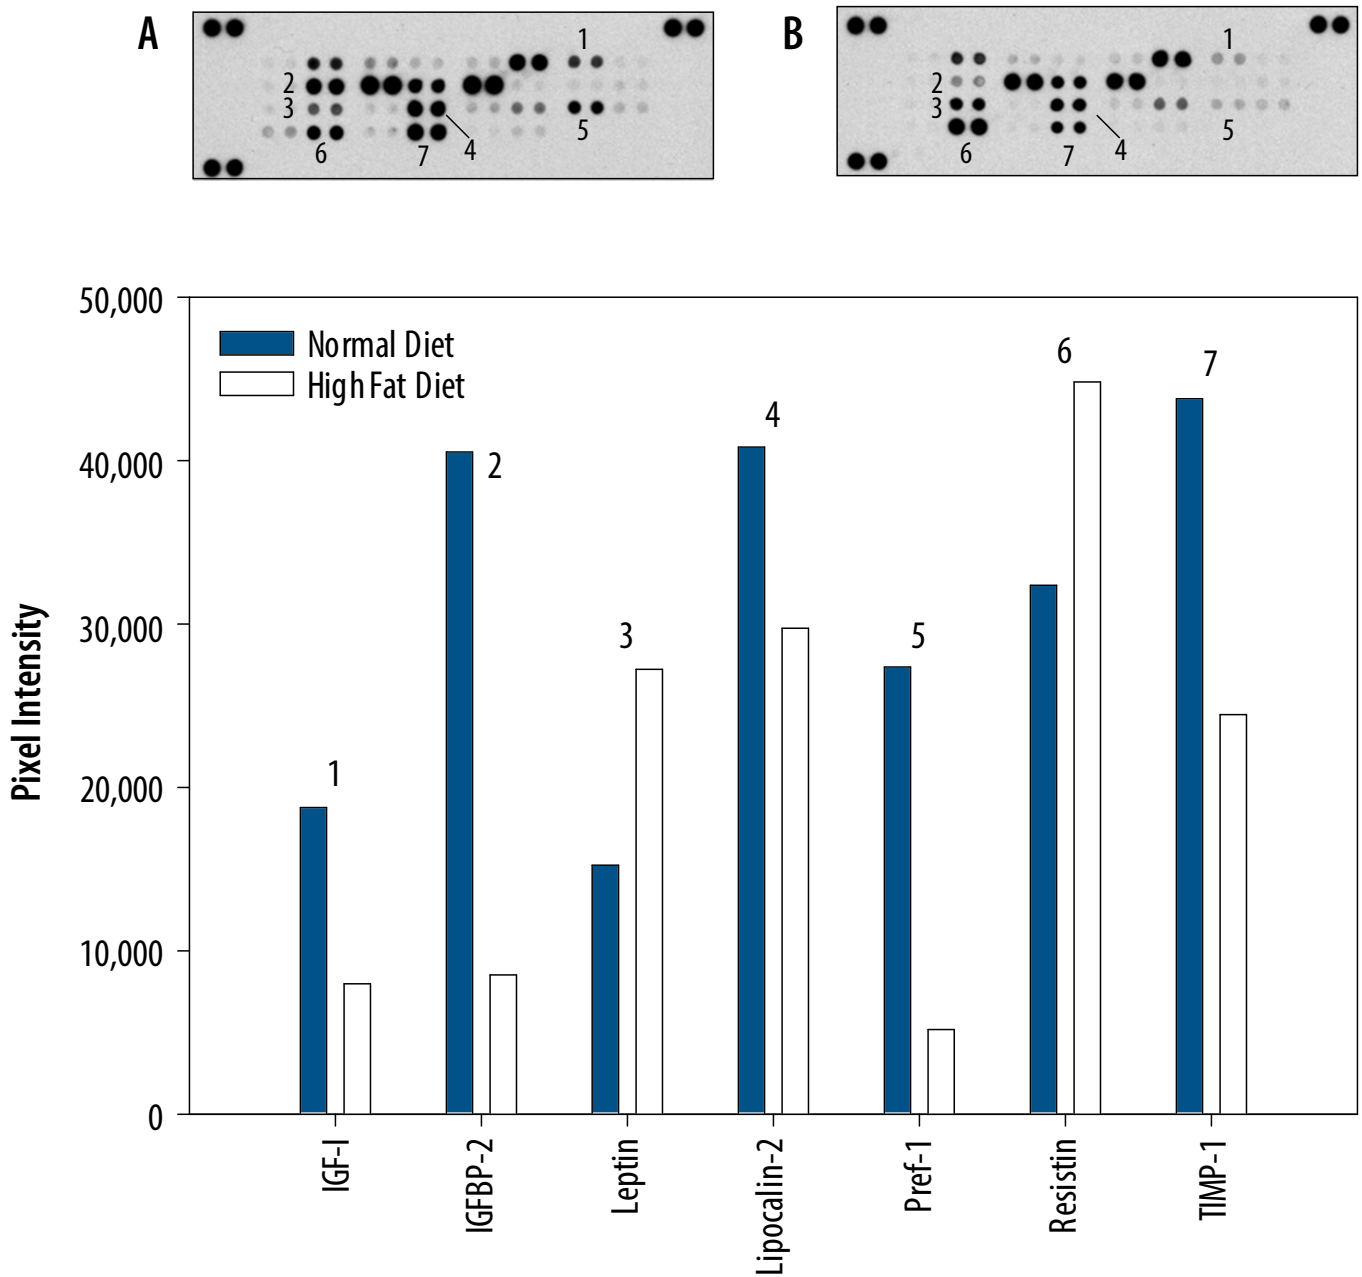 A
1
2
3
5
4
6
7
B
1
2
3
5
4
6
7
50,000
40,000
30,000
20,000
10,000
0
Pixel Intensity
Normal Diet
High Fat Diet
1
2
3
4
5
6
7
IGF-I
IGFBP-2
Leptin
Lipocalin-2
Pref-1
Resistin
TIMP-1